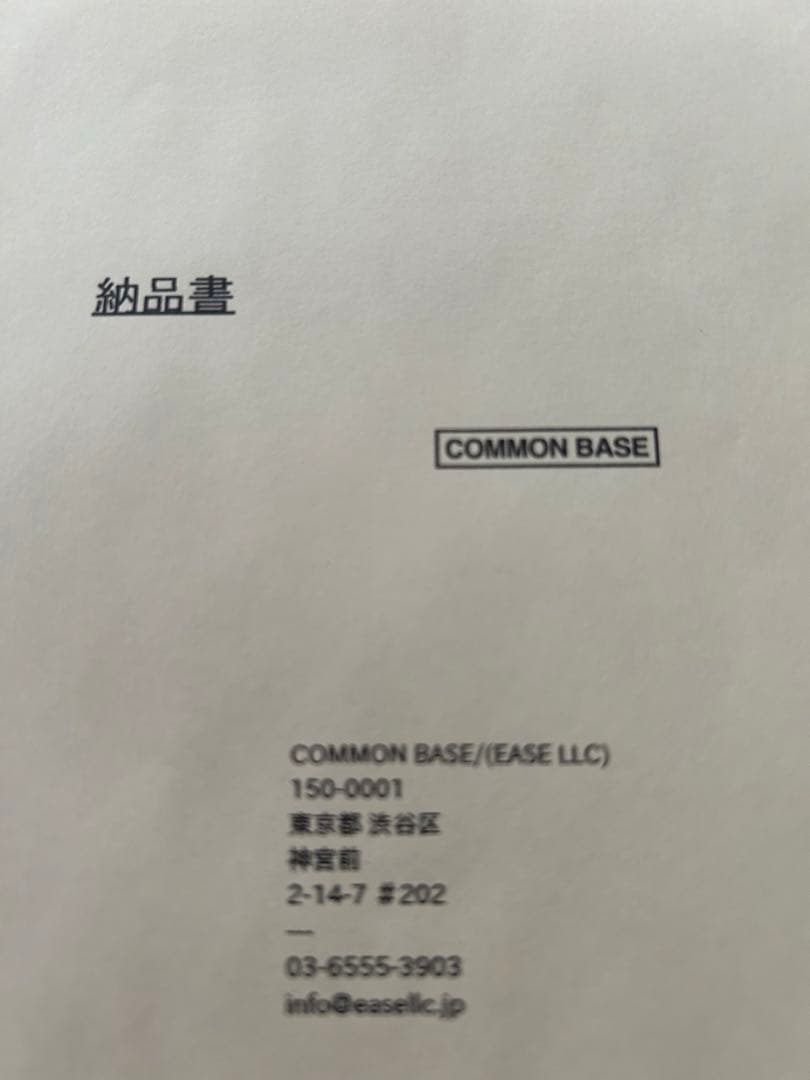 納品書
COMMON BASE
COMMON BASE/(EASE LLC)
150-0001
東京都 渋谷区
神宮前
2-14-7 #202
—
03-6555-3903
info@easellc.jp